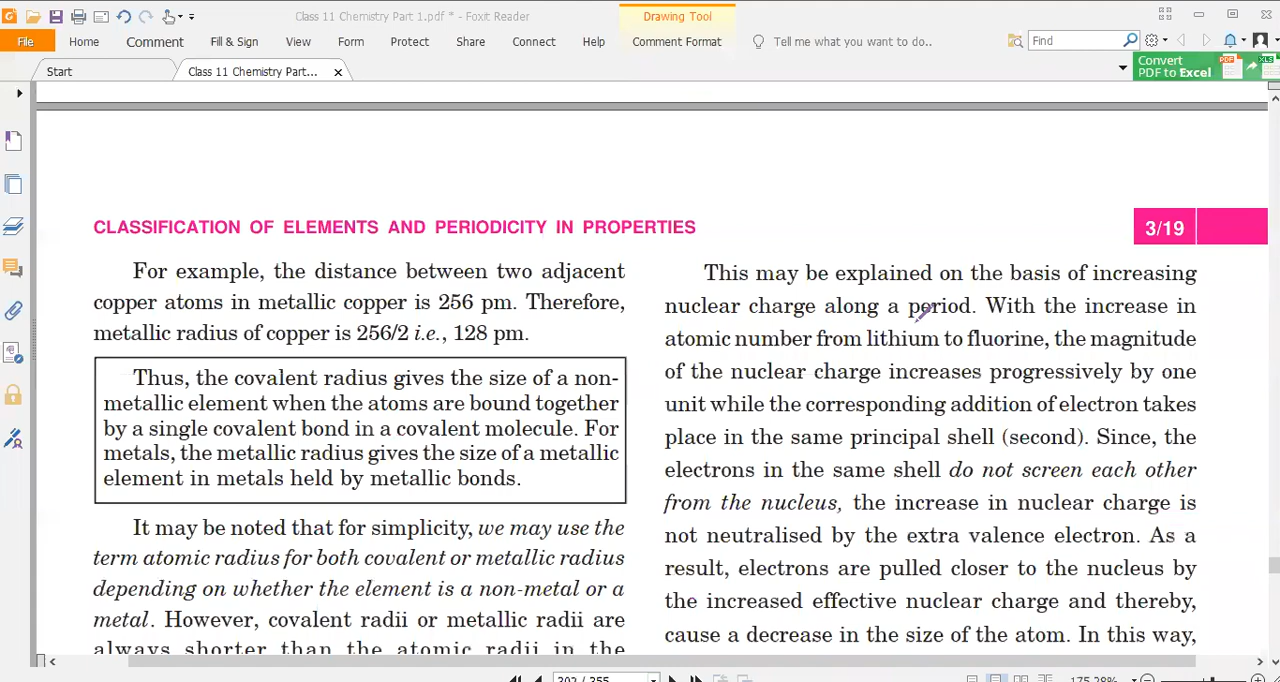 Class 11 Chemistry Part 1.pdf * - Foxit Reader
Drawing Tool
File Home Comment Fill & Sign View Form Protect Share Connect Help Comment Format Tell me what you want to do.. Find
Start Class 11 Chemistry Part... × Convert
PDF to Excel
CLASSIFICATION OF ELEMENTS AND PERIODICITY IN PROPERTIES
3/19
For example, the distance between two adjacent
copper atoms in metallic copper is 256 pm. Therefore,
metallic radius of copper is 256/2 i.e., 128 pm.
Thus, the covalent radius gives the size of a non-
metallic element when the atoms are bound together
by a single covalent bond in a covalent molecule. For
metals, the metallic radius gives the size of a metallic
element in metals held by metallic bonds.
It may be noted that for simplicity, we may use the
term atomic radius for both covalent or metallic radius
depending on whether the element is a non-metal or a
metal. However, covalent radii or metallic radii are
always shorter than the atomic radii in the
This may be explained on the basis of increasing
nuclear charge along a period. With the increase in
atomic number from lithium to fluorine, the magnitude
of the nuclear charge increases progressively by one
unit while the corresponding addition of electron takes
place in the same principal shell (second). Since, the
electrons in the same shell do not screen each other
from the nucleus, the increase in nuclear charge is
not neutralised by the extra valence electron. As a
result, electrons are pulled closer to the nucleus by
the increased effective nuclear charge and thereby,
cause a decrease in the size of the atom. In this way,
302 / 355
175.28%